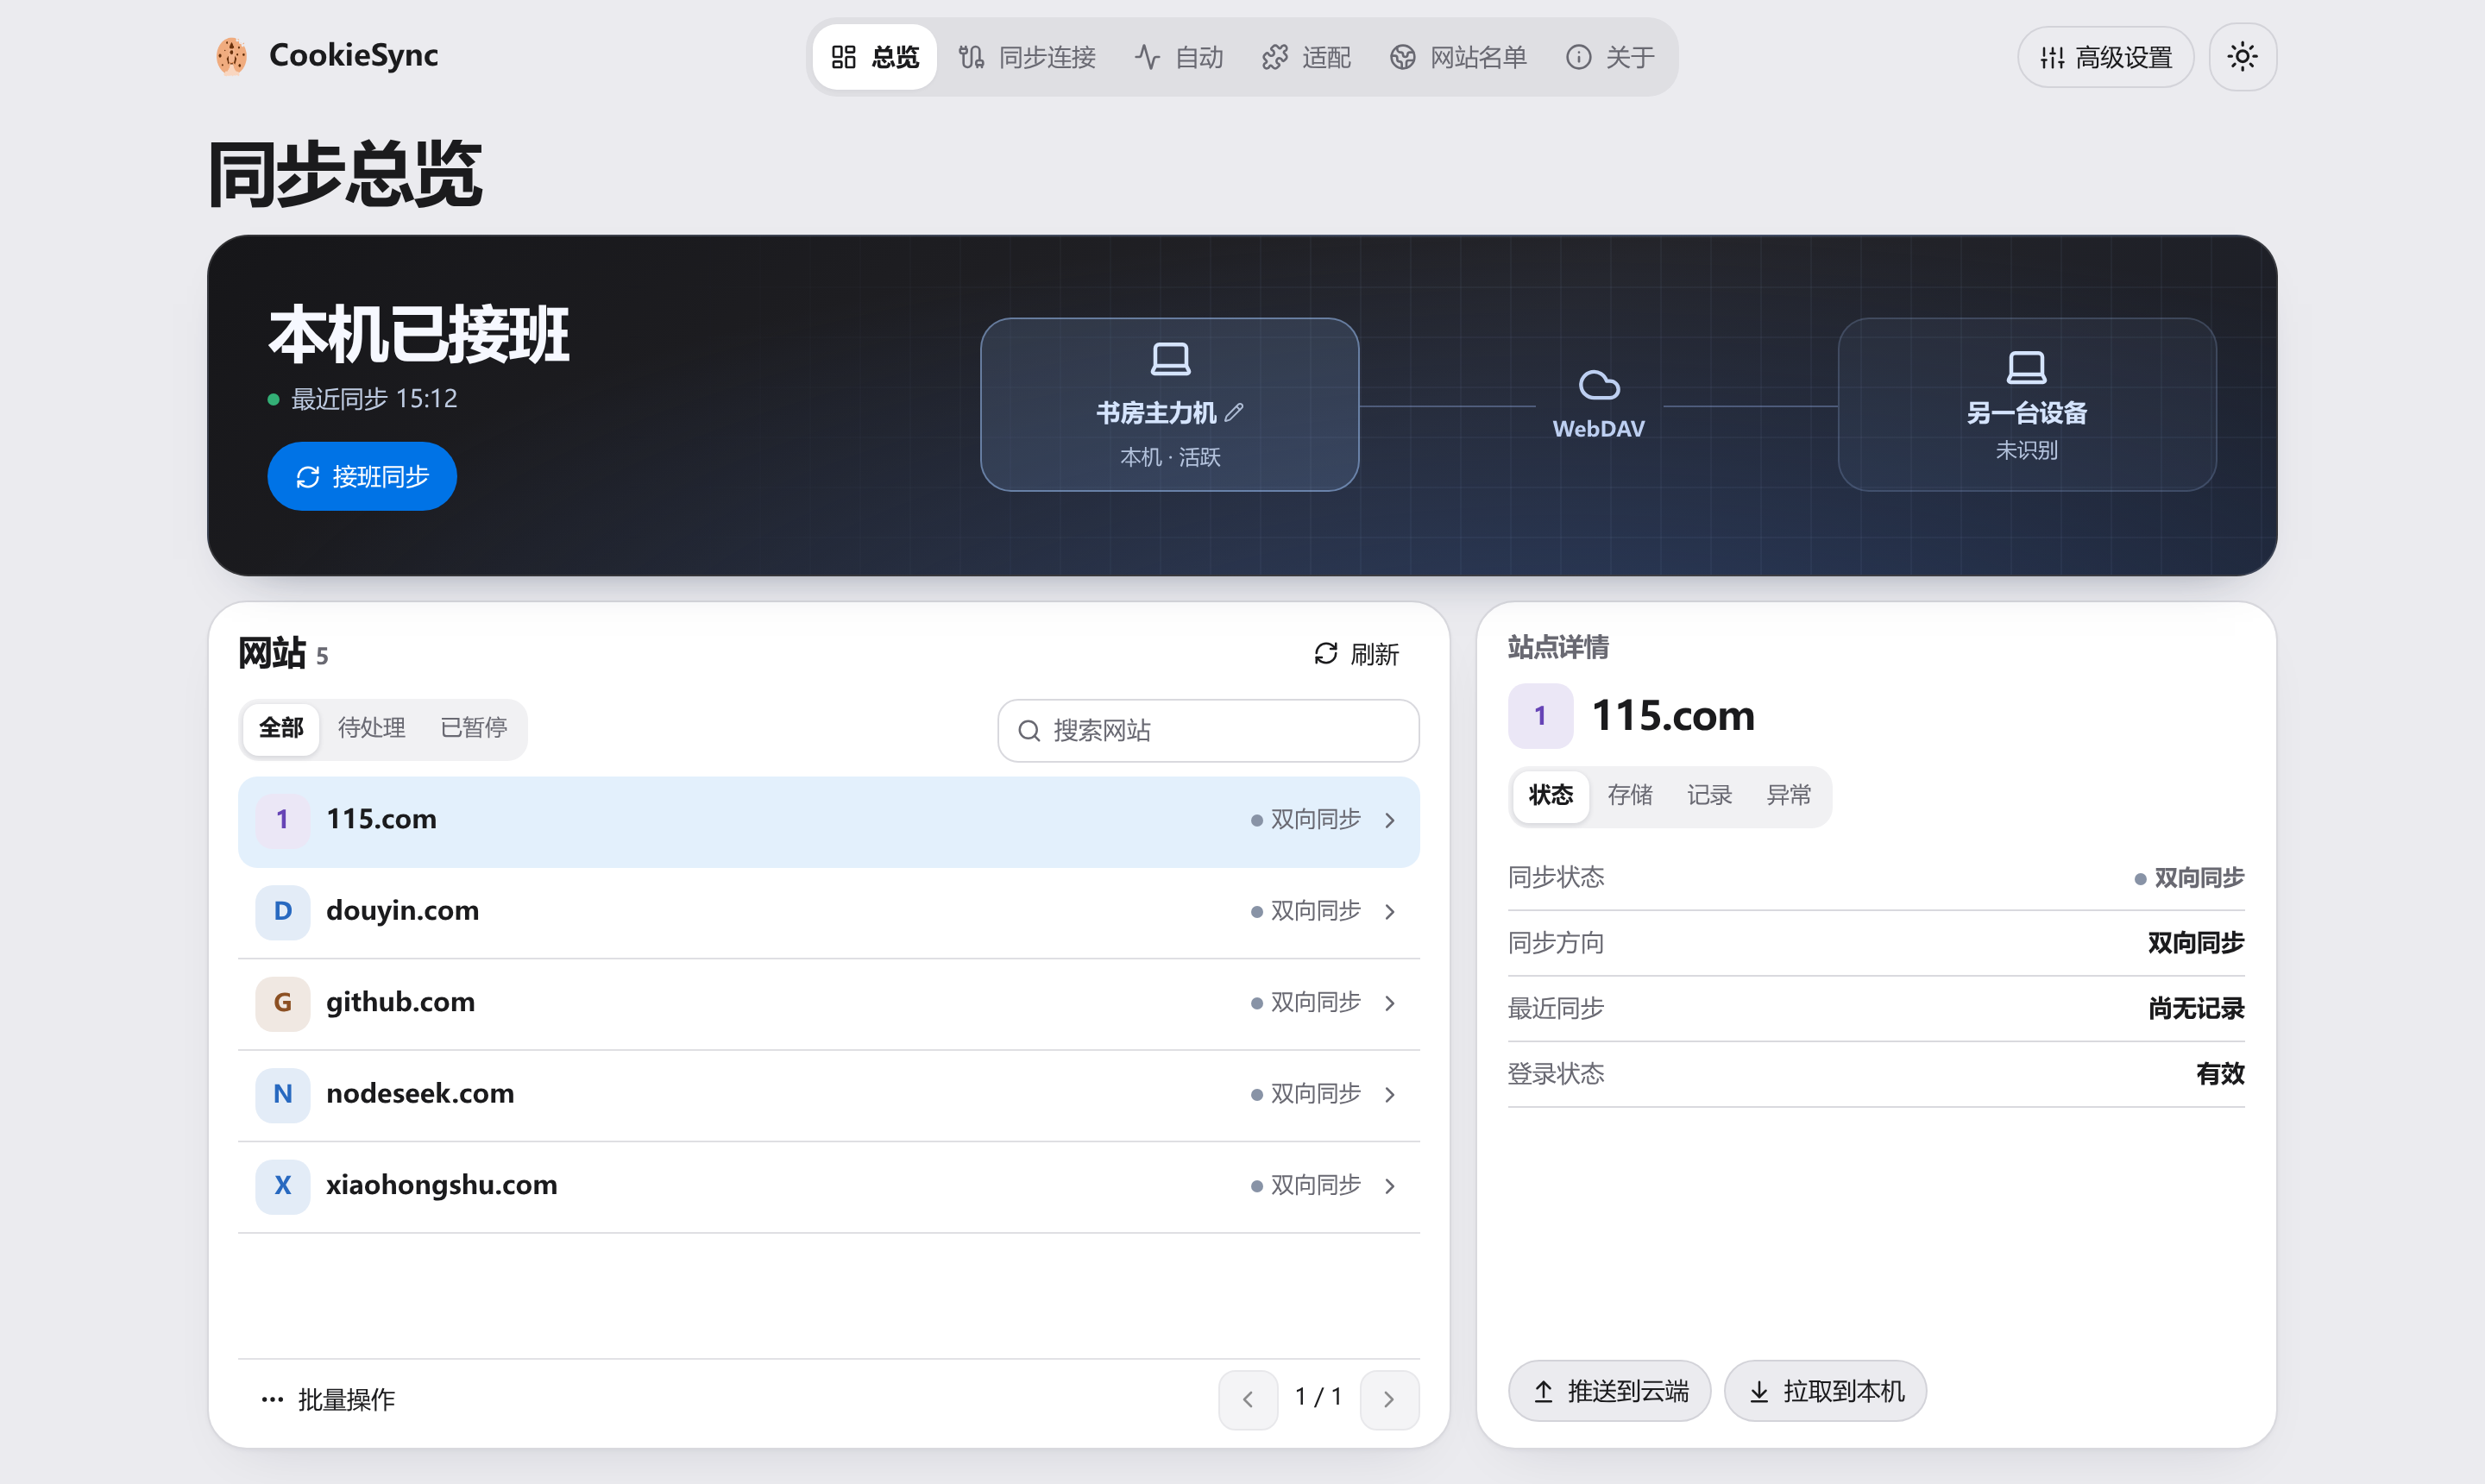 CookieSync
总览 同步连接 自动 适配 网站名单 关于
高级设置
同步总览
本机已接班
最近同步 15:12
接班同步
书房主力机
本机 · 活跃
WebDAV
另一台设备
未识别
网站 5
刷新
全部 待处理 已暂停
搜索网站
1 115.com 双向同步
D douyin.com 双向同步
G github.com 双向同步
N nodeseek.com 双向同步
X xiaohongshu.com 双向同步
批量操作
1 / 1
站点详情
1 115.com
状态 存储 记录 异常
同步状态 双向同步
同步方向 双向同步
最近同步 尚无记录
登录状态 有效
推送到云端 拉取到本机